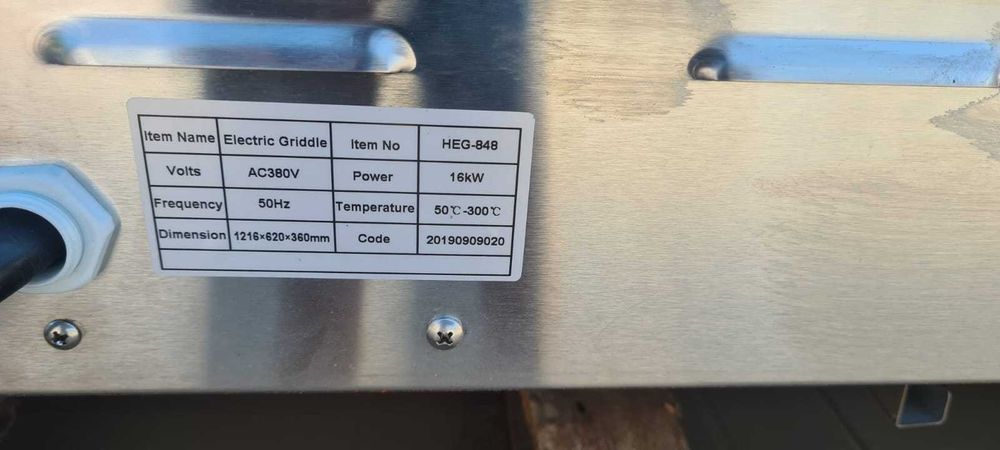 Item Name Electric Griddle Item No HEG-848
Volts AC380V Power 16kW
Frequency 50Hz Temperature 50℃-300℃
Dimension 1216×620×360mm Code 20190909020